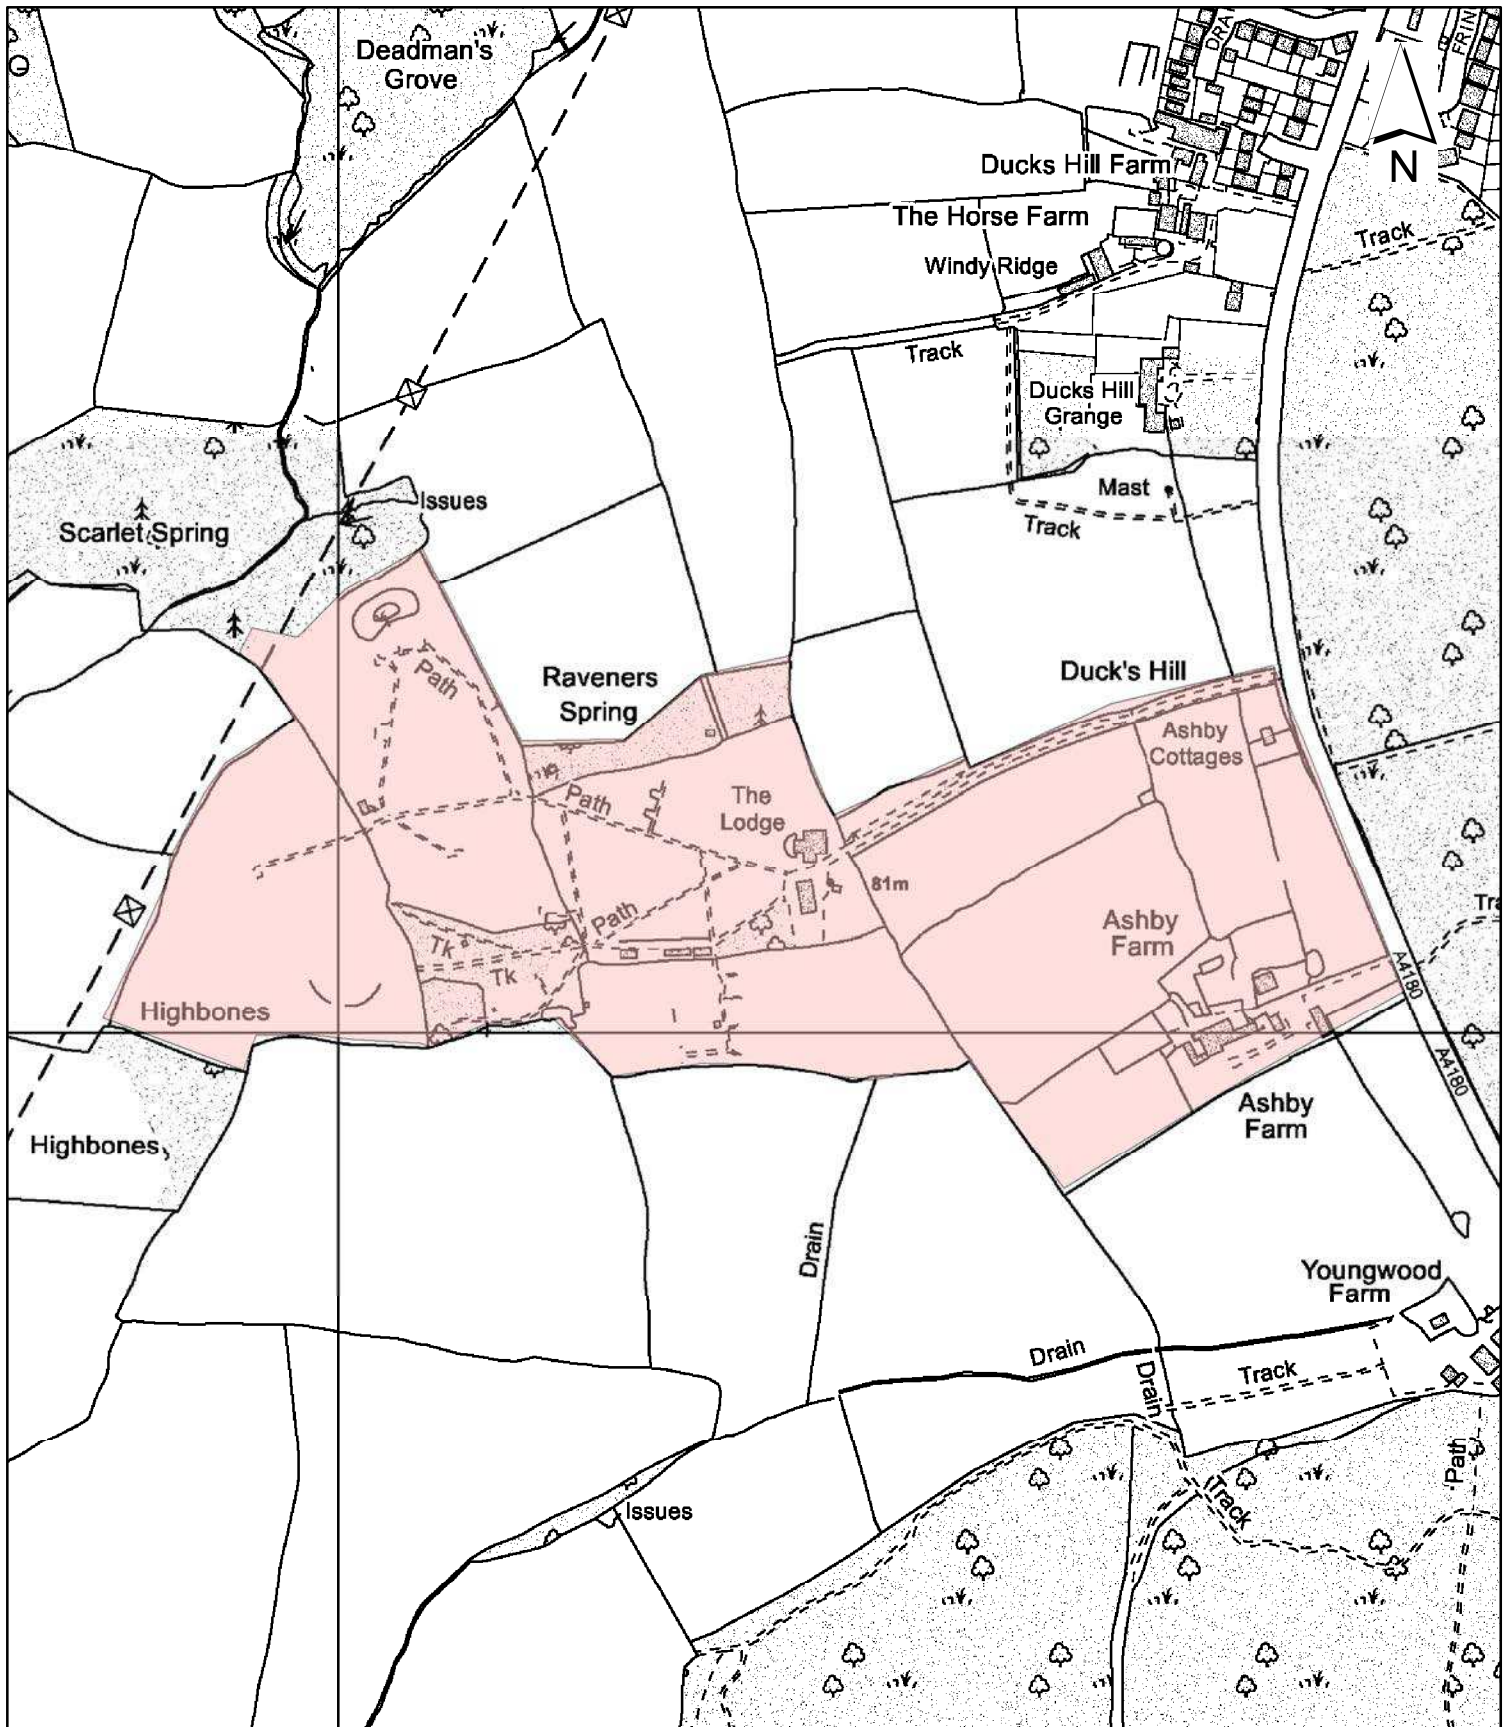 Deadman's
Grove
N
Ducks Hill Farm
The Horse Farm
Track
Windy Ridge
Track
Ducks Hill
Grange
Mast
Issues
Track
Scarlet Spring
Raveners
Spring
Duck's Hill
Path
Ashby
Cottages
Path
The
Lodge
81m
Path
Ashby
Farm
Tk
Tk
A4180
Highbones
A4180
Ashby
Farm
Highbones
Drain
Youngwood
Farm
Drain
Drain
Track
Path
Track
Issues